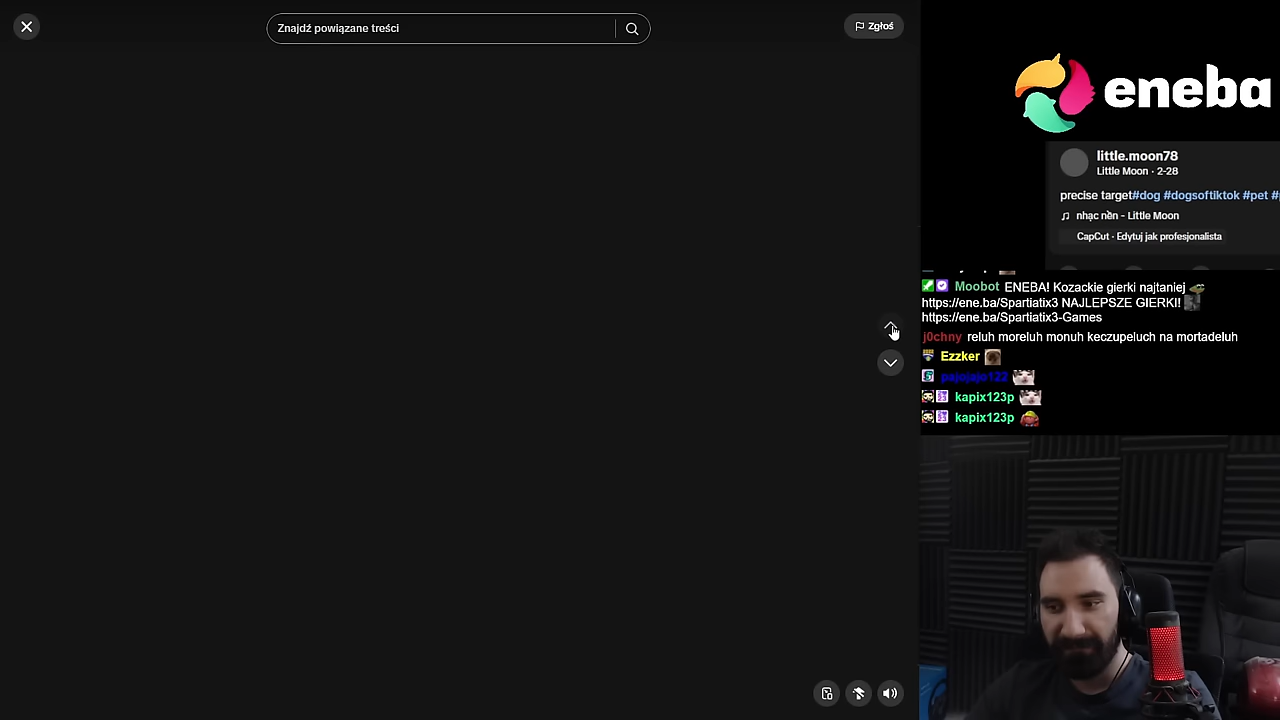 Znajdź powiązane treści
Zgłoś
eneba
little.moon78
Little Moon · 2-28
precise target#dog #dogsoftiktok #pet
nhạc nền - Little Moon
CapCut · Edytuj jak profesjonalista
Moobot ENEBA! Kozackie gierki najtaniej
https://ene.ba/Spartiatix3 NAJLEPSZE GIERKI!
https://ene.ba/Spartiatix3-Games
j0chny reluh moreluh monuh keczupeluch na mortadeluh
Ezzker
pajojajo122
kapix123p
kapix123p